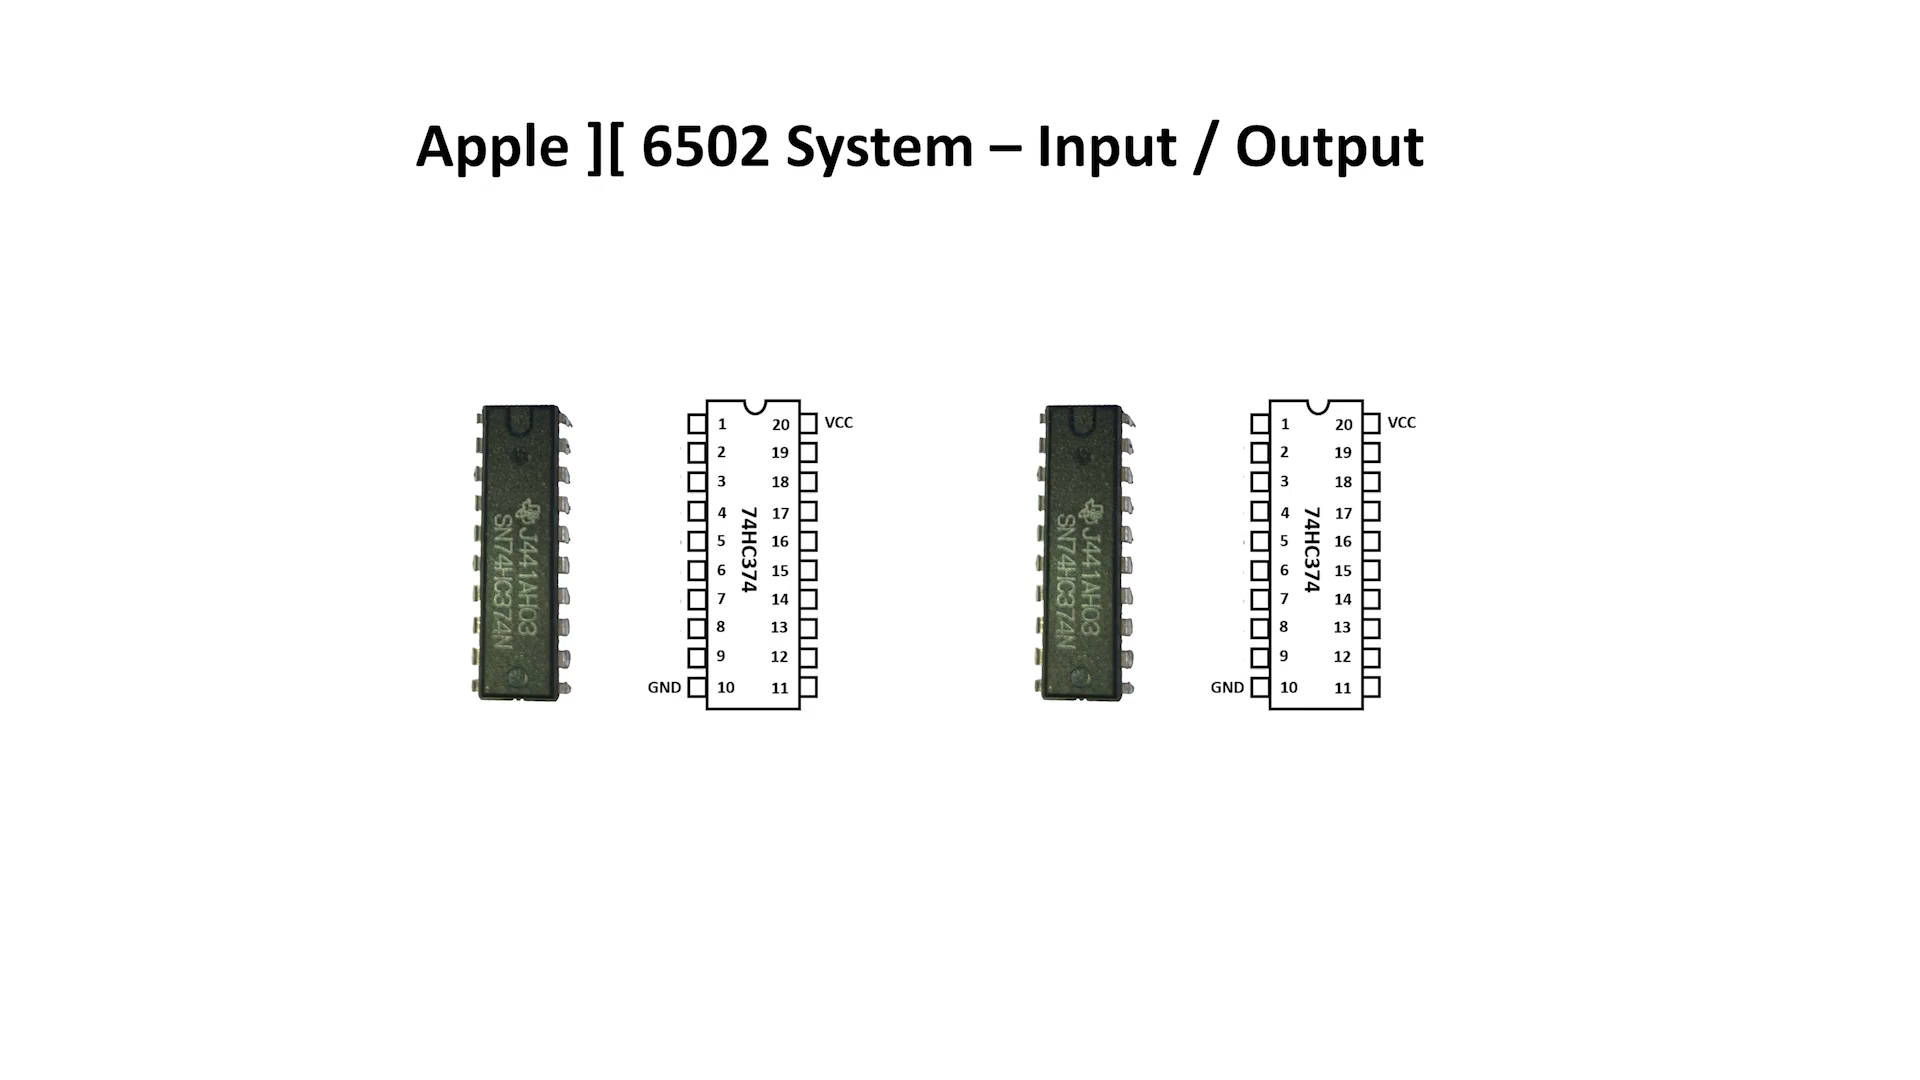 Apple ][ 6502 System – Input / Output
J441AH03
SN74HC374N
1 20 VCC
2 19
3 18
4 17
5 16
6 15
7 14
8 13
9 12
GND 10 11
74HC374
J441AH03
SN74HC374N
1 20 VCC
2 19
3 18
4 17
5 16
6 15
7 14
8 13
9 12
GND 10 11
74HC374